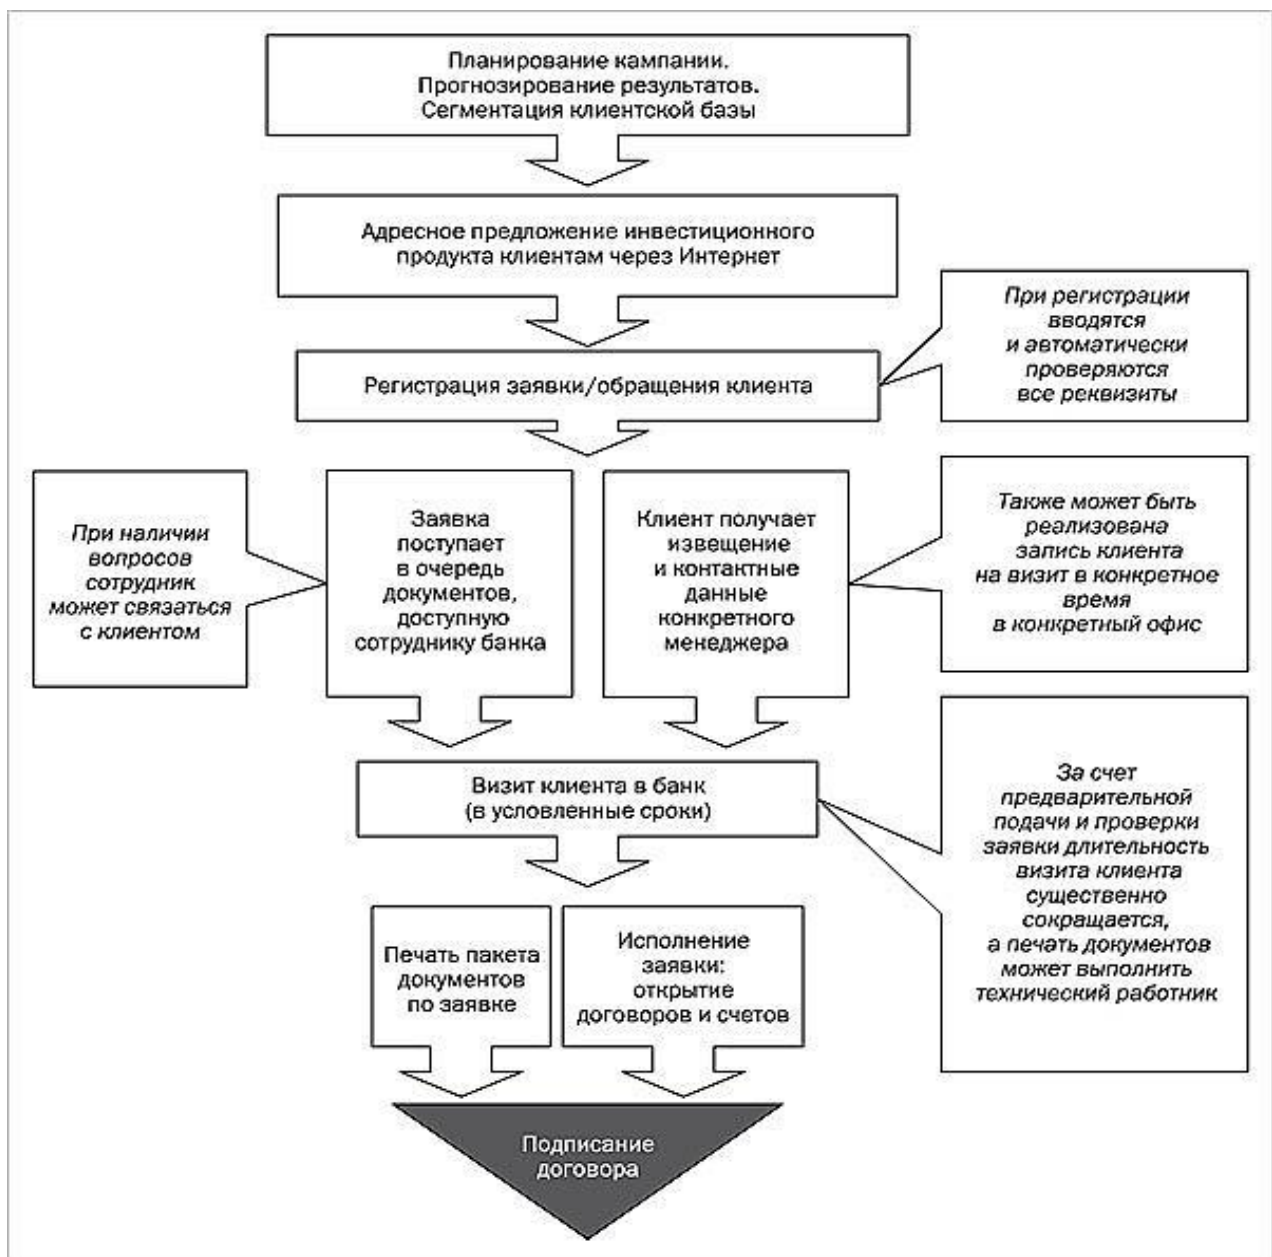 Планирование кампании.
Прогнозирование результатов.
Сегментация клиентской базы
Адресное предложение инвестиционного
продукта клиентам через Интернет
При регистрации
вводятся
и автоматически
проверяются
все реквизиты
Регистрация заявки/обращения клиента
При наличии
вопросов
сотрудник
может связаться
с клиентом
Заявка
поступает
в очередь
документов,
доступную
сотруднику банка
Клиент получает
извещение
и контактные
данные
конкретного
менеджера
Также может быть
реализована
запись клиента
на визит в конкретное
время
в конкретный офис
Визит клиента в банк
(в условленные сроки)
За счет
предварительной
подачи и проверки
заявки длительность
визита клиента
существенно
сокращается,
а печать документов
может выполнить
технический работник
Печать пакета
документов
по заявке
Исполнение
заявки:
открытие
договоров и счетов
Подписание
договора